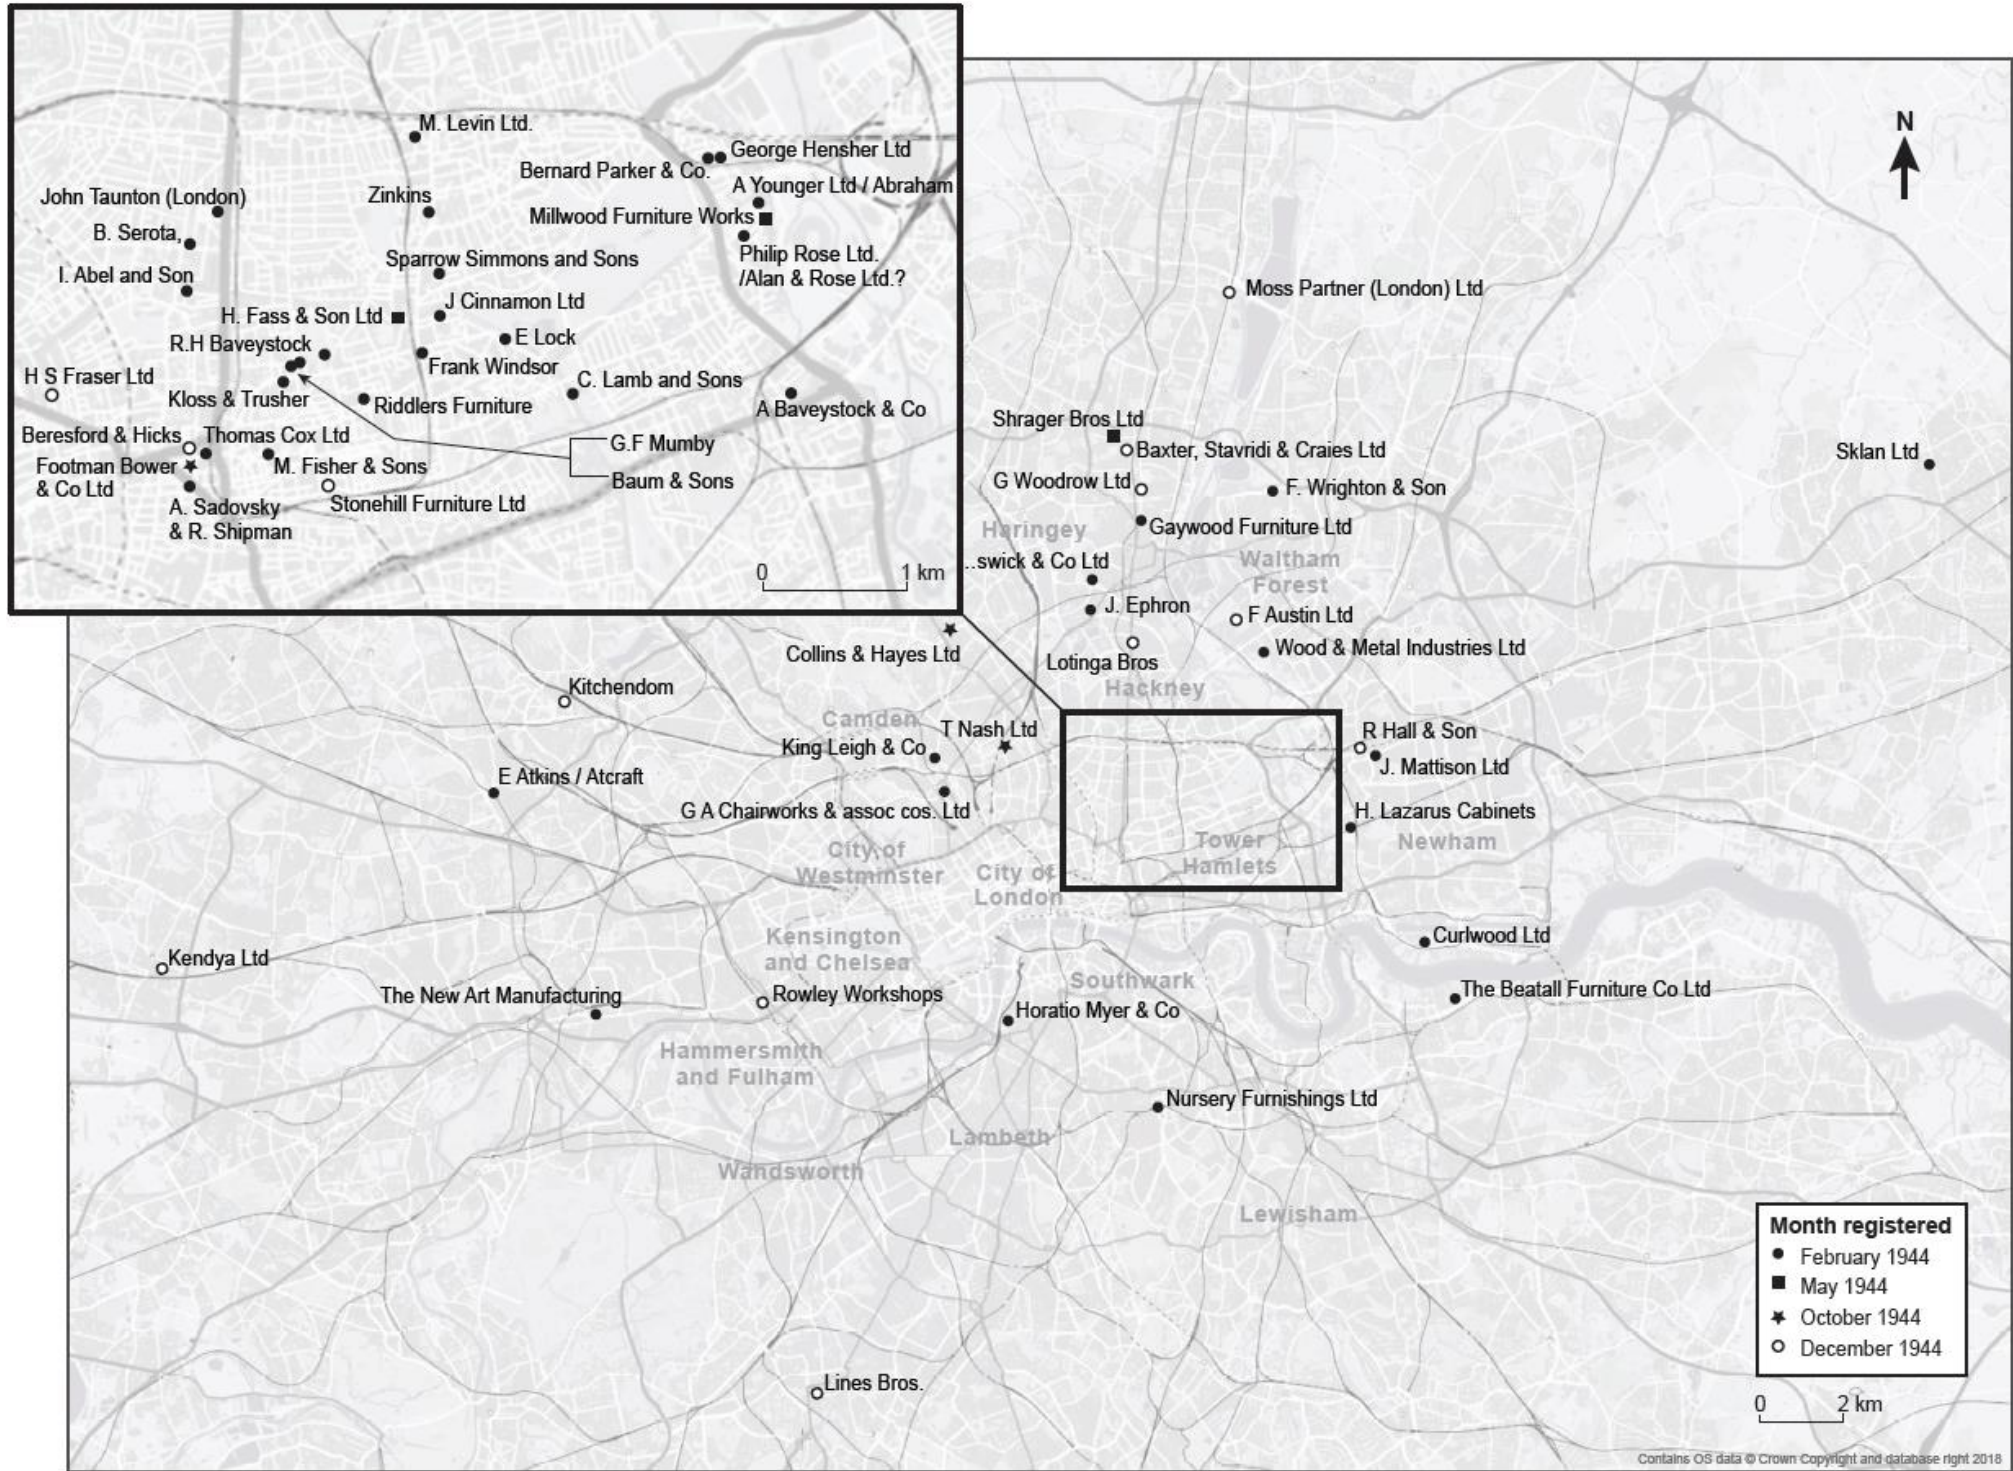 M. Levin Ltd.
George Hensher Ltd
Bernard Parker & Co.
A Younger Ltd / Abraham
John Taunton (London)
Zinkins
Millwood Furniture Works
B. Serota,
Philip Rose Ltd.
/Alan & Rose Ltd.?
Sparrow Simmons and Sons
I. Abel and Son
J Cinnamon Ltd
H. Fass & Son Ltd
E Lock
R.H Baveystock
Frank Windsor
H S Fraser Ltd
C. Lamb and Sons
Kloss & Trusher
Riddlers Furniture
A Baveystock & Co
Beresford & Hicks
Thomas Cox Ltd
G.F Mumby
Footman Bower
& Co Ltd
M. Fisher & Sons
Baum & Sons
A. Sadovsky
& R. Shipman
Stonehill Furniture Ltd
0 1 km
N
Moss Partner (London) Ltd
Shrager Bros Ltd
Baxter, Stavridi & Craies Ltd
Sklan Ltd
G Woodrow Ltd
F. Wrighton & Son
Haringey
Gaywood Furniture Ltd
..swick & Co Ltd
Waltham
Forest
J. Ephron
F Austin Ltd
Collins & Hayes Ltd
Lotinga Bros
Wood & Metal Industries Ltd
Hackney
Kitchendom
Camden
T Nash Ltd
King Leigh & Co
R Hall & Son
J. Mattison Ltd
E Atkins / Atcraft
G A Chairworks & assoc cos. Ltd
H. Lazarus Cabinets
City of
Westminster
City of
London
Tower
Hamlets
Newham
Kensington
and Chelsea
Curlwood Ltd
Kendya Ltd
Southwark
The New Art Manufacturing
Rowley Workshops
Horatio Myer & Co
The Beatall Furniture Co Ltd
Hammersmith
and Fulham
Nursery Furnishings Ltd
Lambeth
Wandsworth
Lewisham
Lines Bros.
Month registered
February 1944
May 1944
October 1944
December 1944
0 2 km
Contains OS data © Crown Copyright and database right 2018